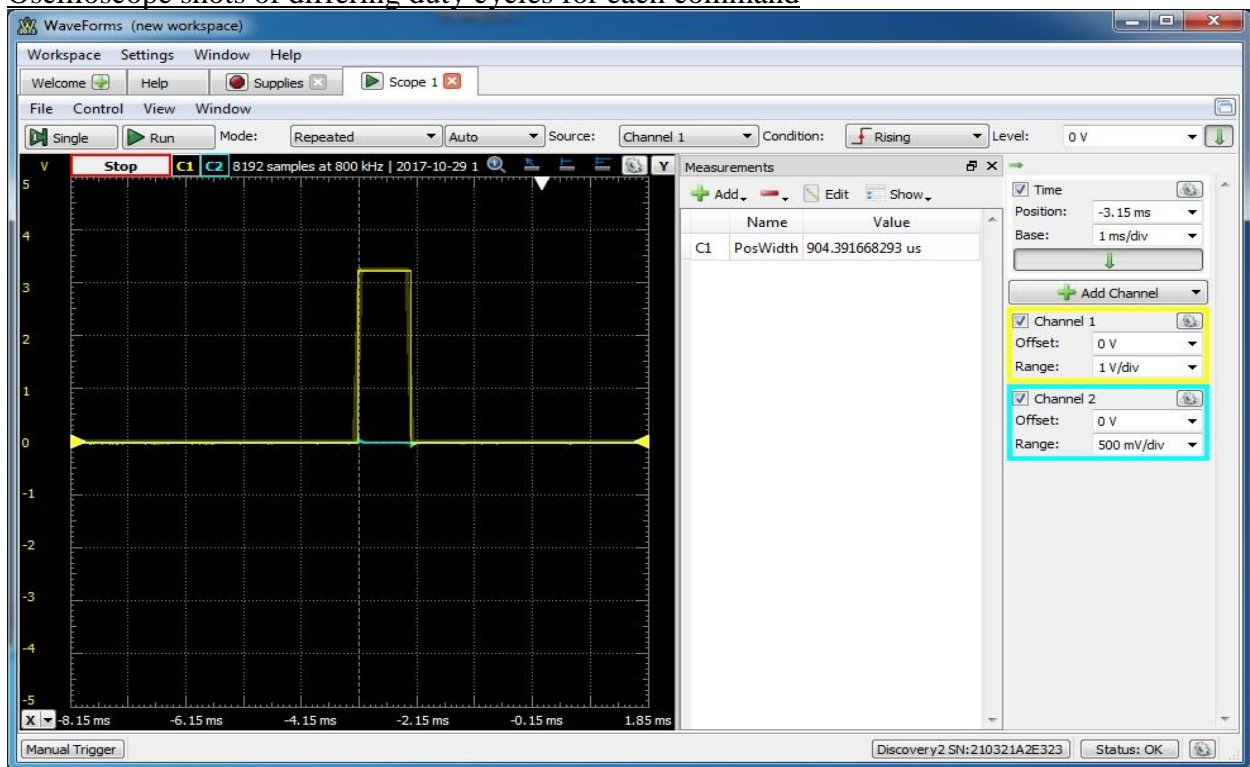 Oscilloscope shots of differing duty cycles for each command
WaveForms (new workspace)
Workspace Settings Window Help
Welcome Help Supplies Scope 1
File Control View Window
Single Run Mode: Repeated Auto Source: Channel 1 Condition: Rising Level: 0 V
V Stop C1 C2 8192 samples at 800 kHz | 2017-10-29 1 Y
Measurements
Add Edit Show
Name Value
C1 PosWidth 904.391668293 us
Time
Position: -3.15 ms
Base: 1 ms/div
Add Channel
Channel 1
Offset: 0 V
Range: 1 V/div
Channel 2
Offset: 0 V
Range: 500 mV/div
5
4
3
2
1
0
-1
-2
-3
-4
-5
X -8.15 ms -6.15 ms -4.15 ms -2.15 ms -0.15 ms 1.85 ms
Manual Trigger Discovery2 SN:210321A2E323 Status: OK